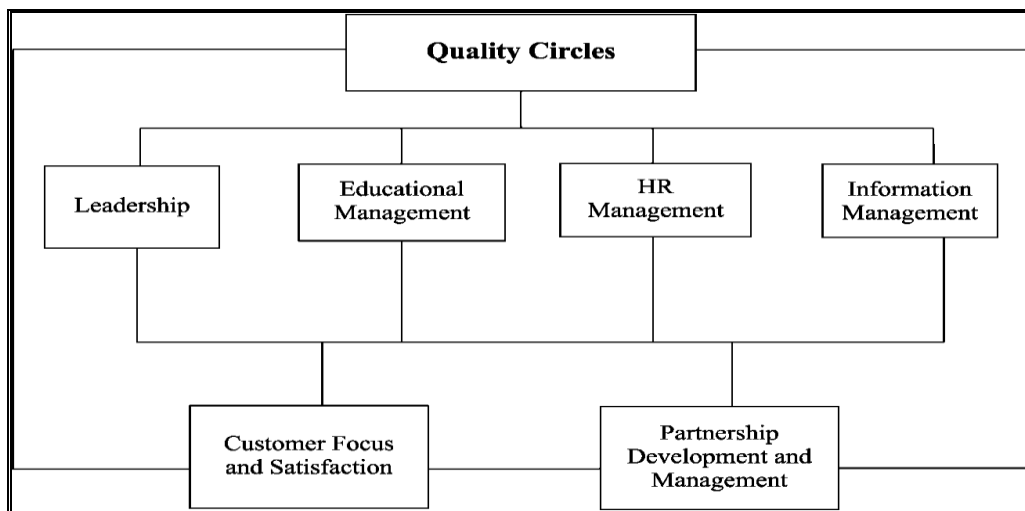 Quality Circles
Leadership
Educational
Management
HR
Management
Information
Management
Customer Focus
and Satisfaction
Partnership
Development and
Management